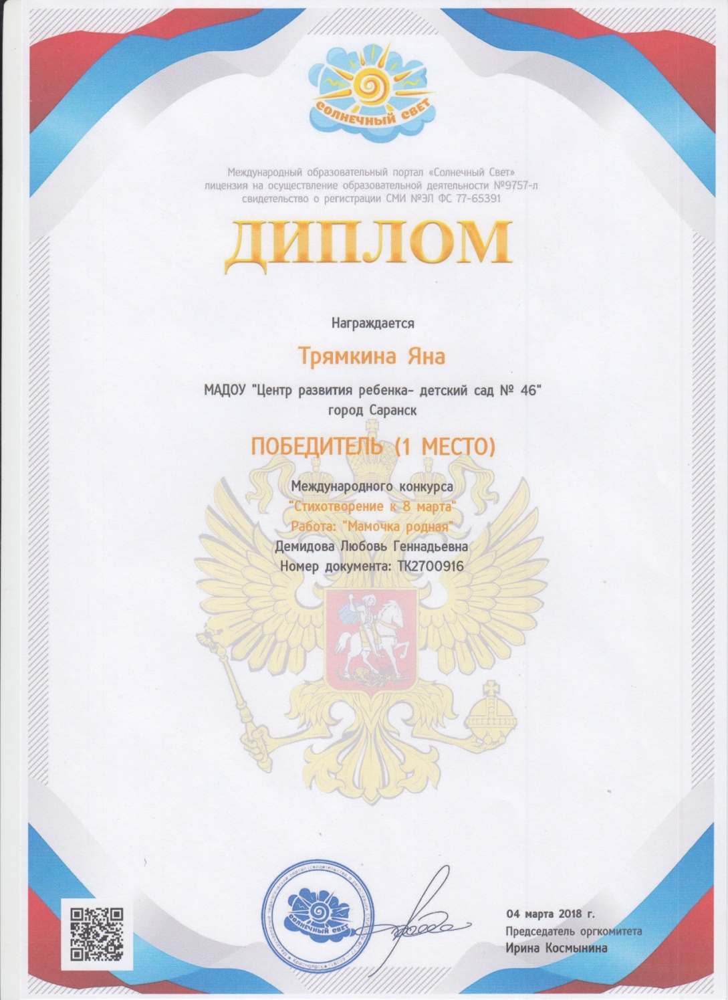 СОЛНЕЧНЫЙ СВЕТ
Международный образовательный портал «Солнечный Свет»
лицензия на осуществление образовательной деятельности №9757-л
свидетельство о регистрации СМИ №ЭЛ ФС 77-65391
ДИПЛОМ
Награждается
Трямкина Яна
МАДОУ "Центр развития ребенка- детский сад № 46"
город Саранск
ПОБЕДИТЕЛЬ (1 МЕСТО)
Международного конкурса
"Стихотворение к 8 марта"
Работа: "Мамочка родная"
Демидова Любовь Геннадьевна
Номер документа: ТК2700916
СОЛНЕЧНЫЙ СВЕТ
04 марта 2018 г.
Председатель оргкомитета
Ирина Космынина